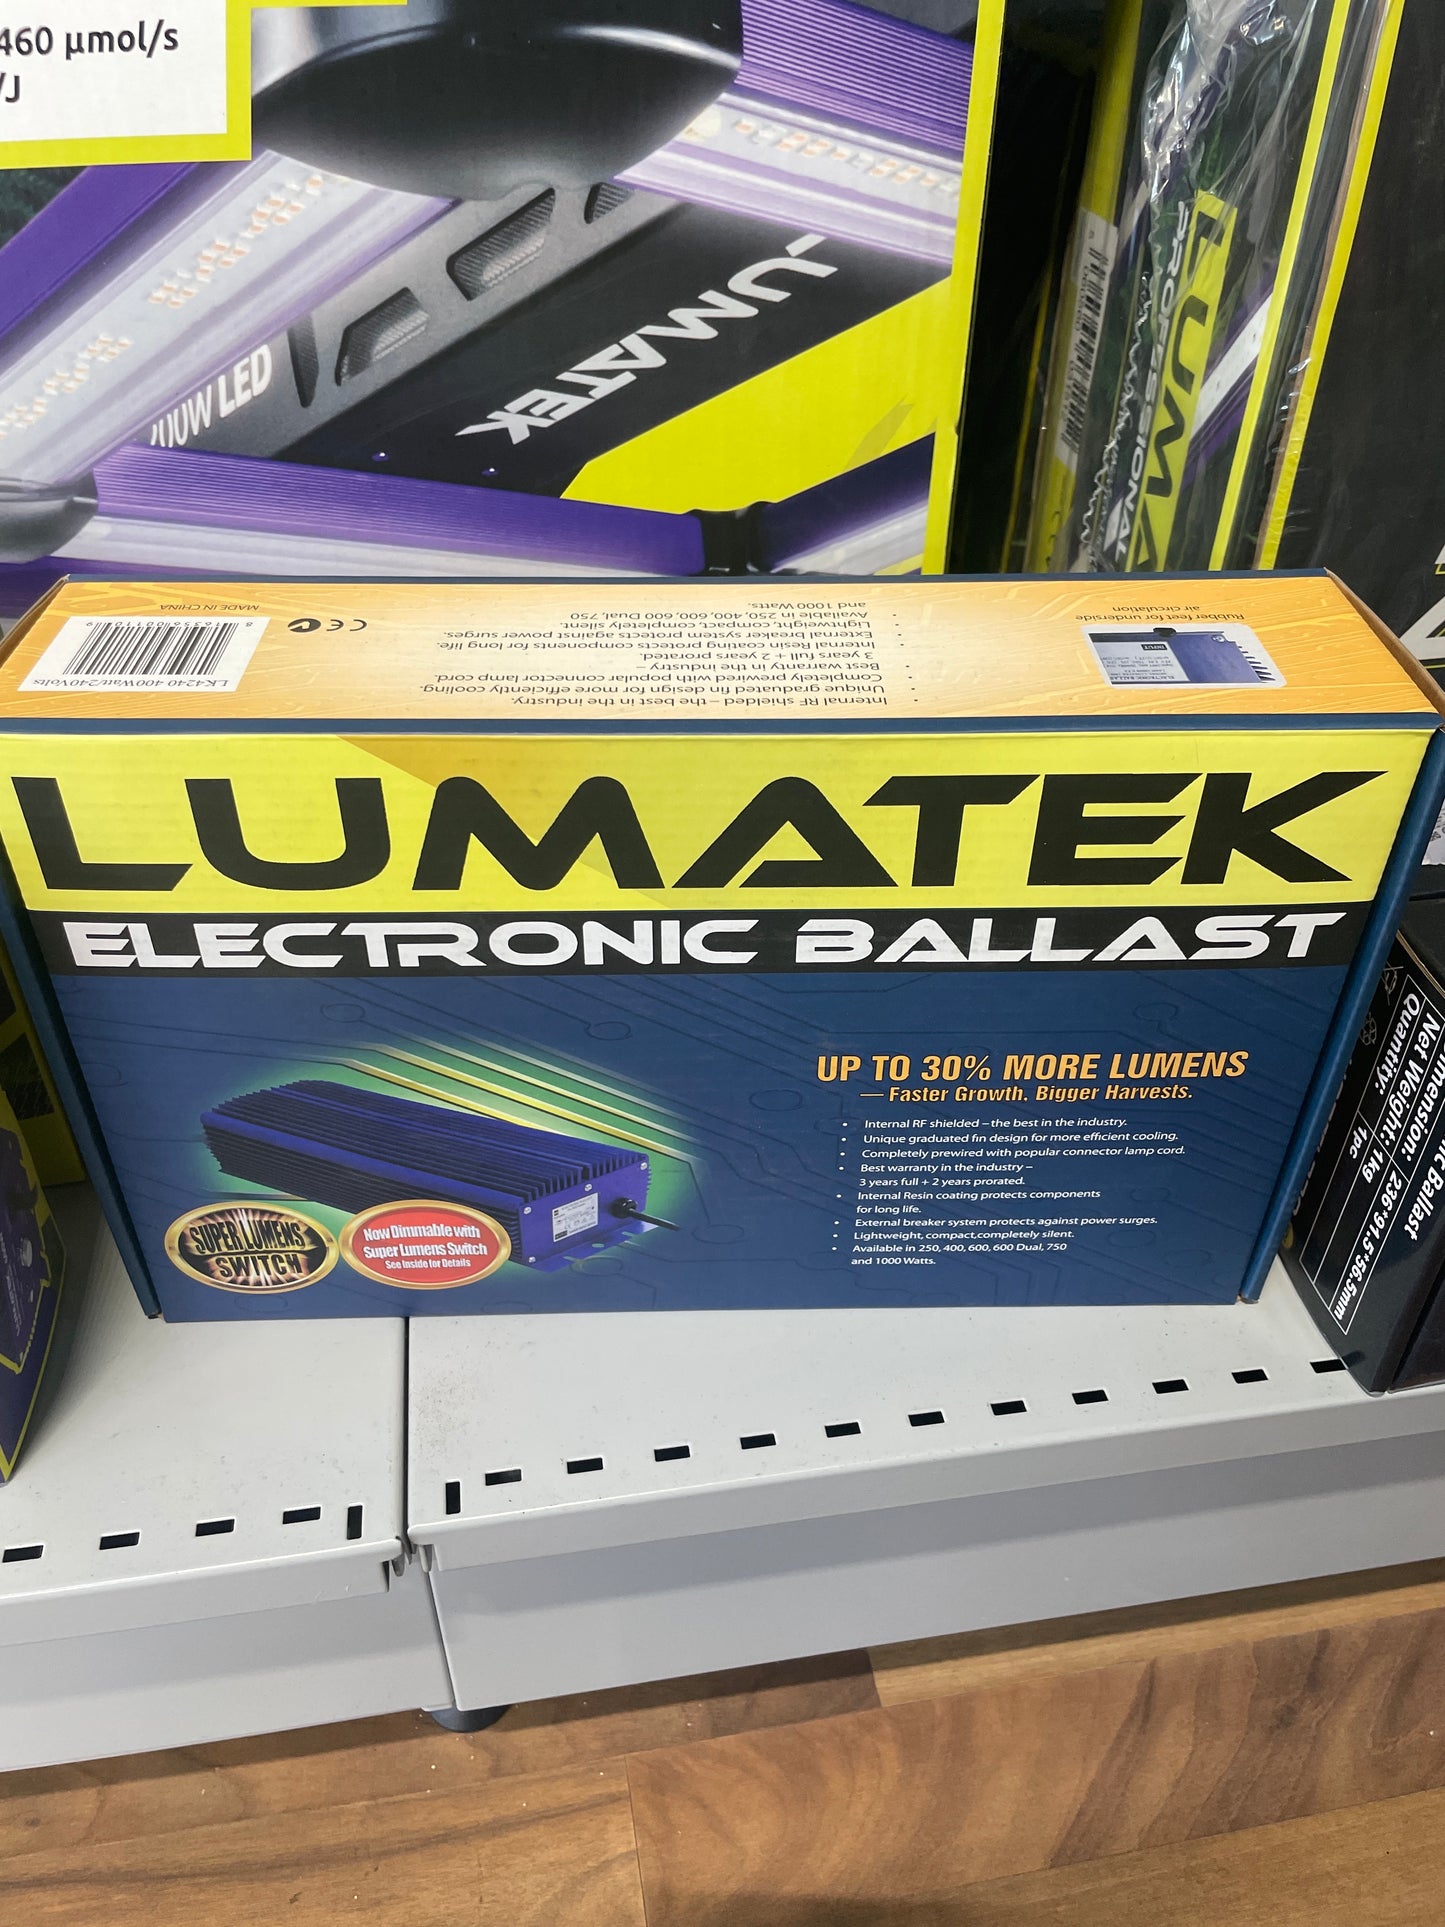 460 μmol/s
/J
LUMATEK
LED
PROFESSIONAL
LUMA
MADE IN CHINA
LK4240 400Watt/240Volts
CE
Internal RF shielded – the best in the industry.
Unique graduated fin design for more efficiently cooling.
Completely prewired with popular connector lamp cord.
Best warranty in the industry –
3 years full + 2 years prorated.
Internal Resin coating protects components for long life.
External breaker system protects against power surges.
Lightweight, compact, completely silent.
Available in 250, 400, 600, 600 Dual, 750
and 1000 Watts.
Rubber feet for underside
air circulation
INPUT
LUMATEK
ELECTRONIC BALLAST
UP TO 30% MORE LUMENS
— Faster Growth, Bigger Harvests.
• Internal RF shielded – the best in the industry.
• Unique graduated fin design for more efficient cooling.
• Completely prewired with popular connector lamp cord.
• Best warranty in the industry –
3 years full + 2 years prorated.
• Internal Resin coating protects components
for long life.
• External breaker system protects against power surges.
• Lightweight, compact,completely silent.
• Available in 250, 400, 600, 600 Dual, 750
and 1000 Watts.
SUPER LUMENS
SWITCH
Now Dimmable with
Super Lumens Switch
See Inside for Details
Ballast
236*91.5*56.5mm
Net Weight: 1kg
Quantity: 1pc